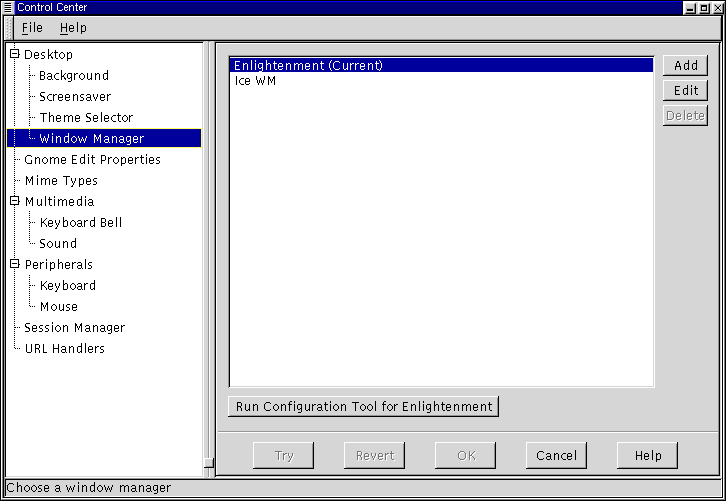 Control Center
File Help
Desktop
Background
Screensaver
Theme Selector
Window Manager
Gnome Edit Properties
Mime Types
Multimedia
Keyboard Bell
Sound
Peripherals
Keyboard
Mouse
Session Manager
URL Handlers
Enlightenment (Current)
Ice WM
Add
Edit
Delete
Run Configuration Tool for Enlightenment
Try Revert OK Cancel Help
Choose a window manager